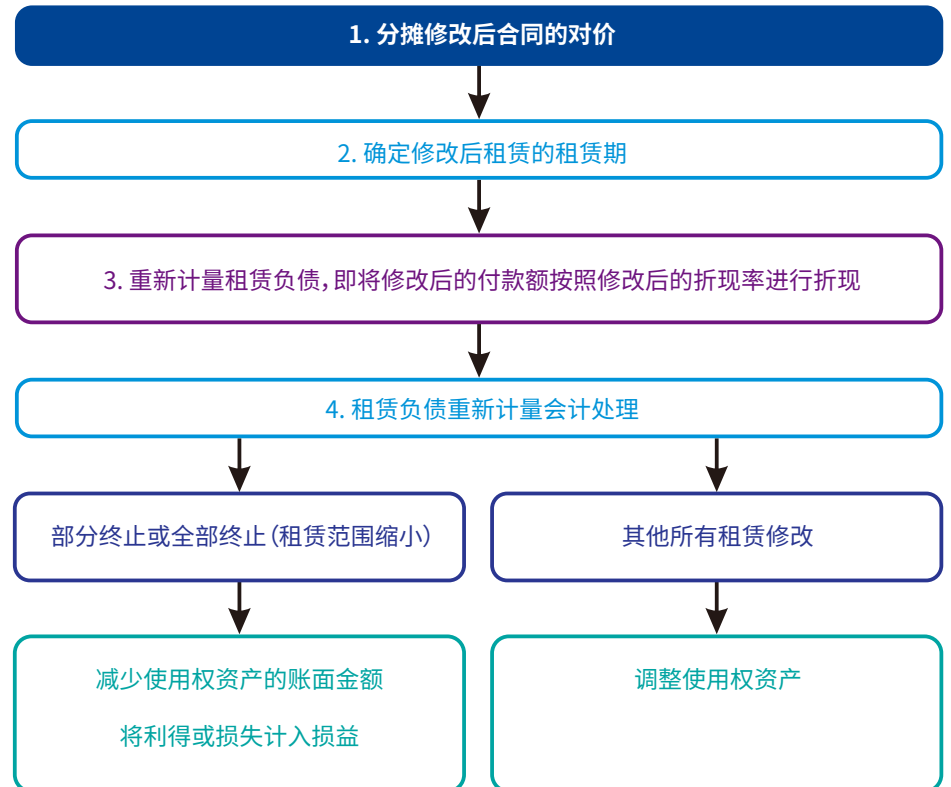 1. 分摊修改后合同的对价
2. 确定修改后租赁的租赁期
3. 重新计量租赁负债，即将修改后的付款额按照修改后的折现率进行折现
4. 租赁负债重新计量会计处理
部分终止或全部终止（租赁范围缩小）
其他所有租赁修改
减少使用权资产的账面金额
将利得或损失计入损益
调整使用权资产